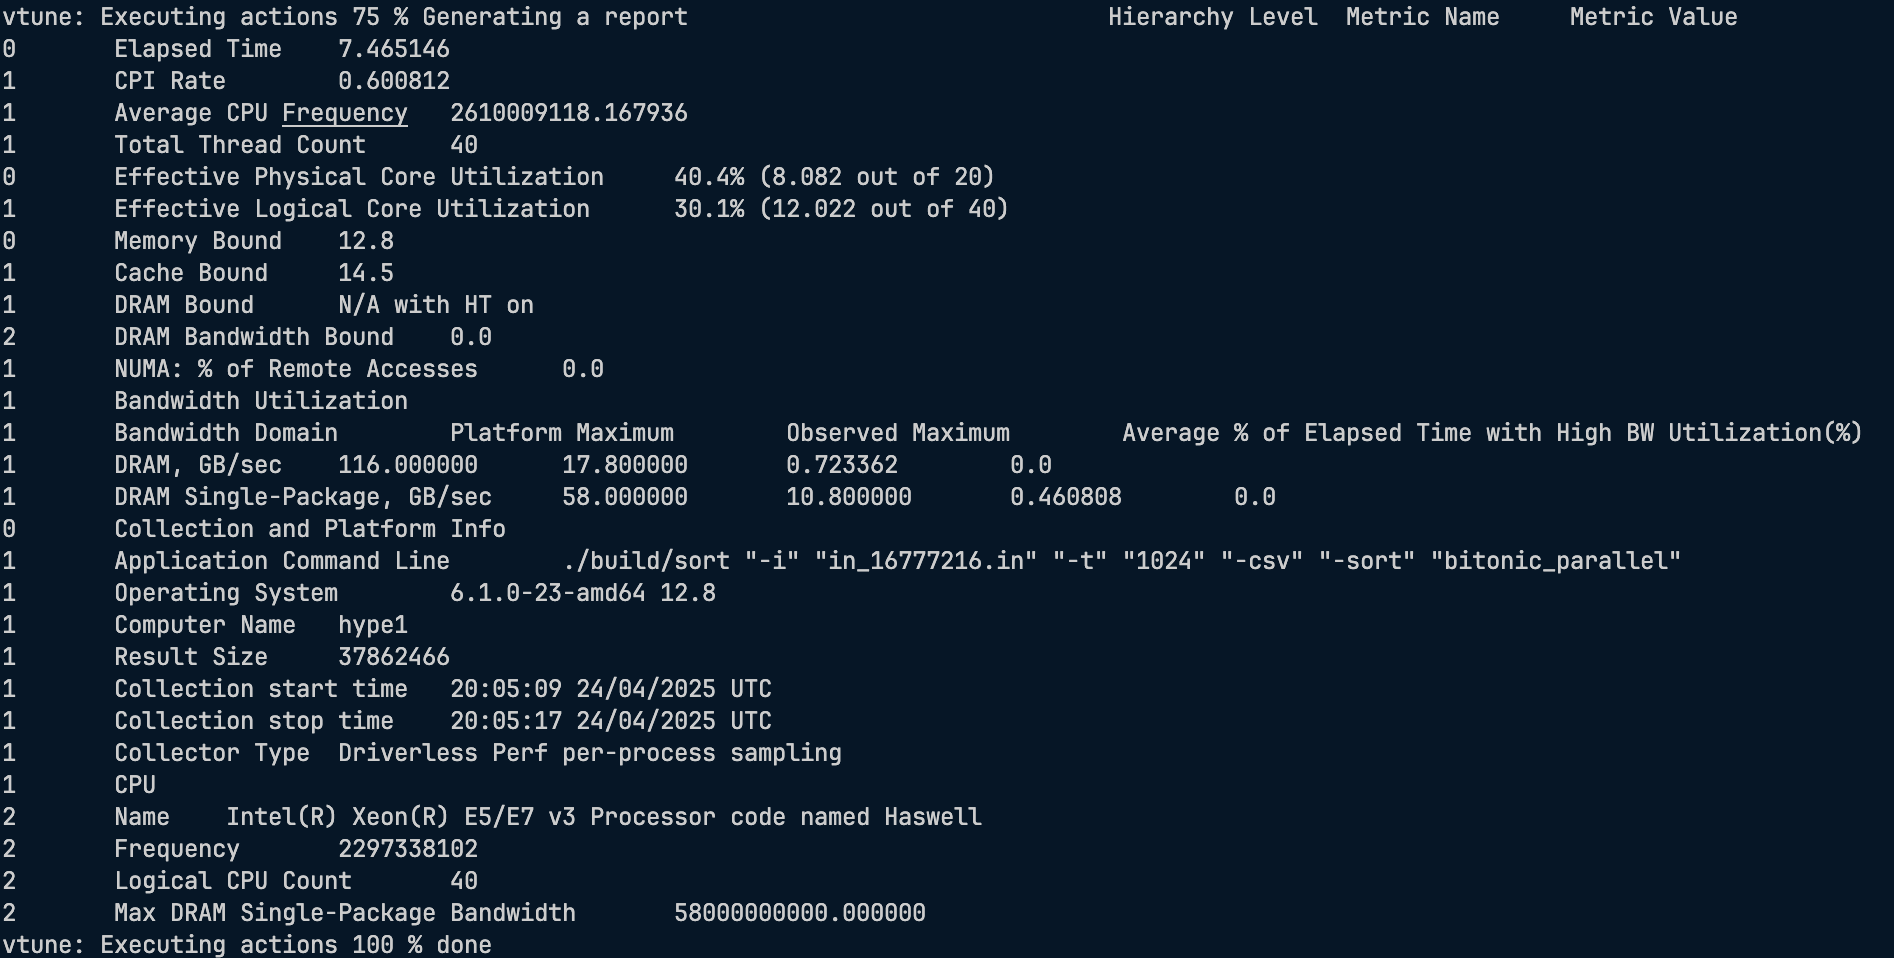 vtune: Executing actions 75 % Generating a report                              Hierarchy Level  Metric Name     Metric Value
0       Elapsed Time    7.465146
1       CPI Rate        0.600812
1       Average CPU Frequency   2610009118.167936
1       Total Thread Count      40
0       Effective Physical Core Utilization     40.4% (8.082 out of 20)
1       Effective Logical Core Utilization      30.1% (12.022 out of 40)
0       Memory Bound    12.8
1       Cache Bound     14.5
1       DRAM Bound      N/A with HT on
2       DRAM Bandwidth Bound    0.0
1       NUMA: % of Remote Accesses      0.0
1       Bandwidth Utilization
1       Bandwidth Domain        Platform Maximum        Observed Maximum        Average % of Elapsed Time with High BW Utilization(%)
1       DRAM, GB/sec    116.000000      17.800000       0.723362        0.0
1       DRAM Single-Package, GB/sec     58.000000       10.800000       0.460808        0.0
0       Collection and Platform Info
1       Application Command Line        ./build/sort "-i" "in_16777216.in" "-t" "1024" "-csv" "-sort" "bitonic_parallel"
1       Operating System        6.1.0-23-amd64 12.8
1       Computer Name   hype1
1       Result Size     37862466
1       Collection start time   20:05:09 24/04/2025 UTC
1       Collection stop time    20:05:17 24/04/2025 UTC
1       Collector Type  Driverless Perf per-process sampling
1       CPU
2       Name    Intel(R) Xeon(R) E5/E7 v3 Processor code named Haswell
2       Frequency       2297338102
2       Logical CPU Count       40
2       Max DRAM Single-Package Bandwidth       58000000000.000000
vtune: Executing actions 100 % done